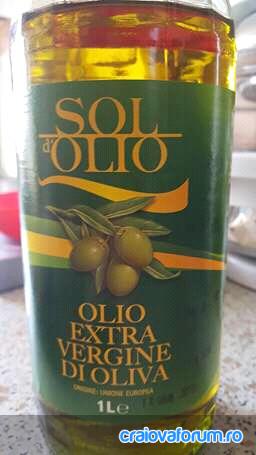 SOL
d'OLIO
OLIO
EXTRA
VERGINE
DI OLIVA
ORIGINE: UNIONE EUROPEA
1L e
craiovaforum.ro